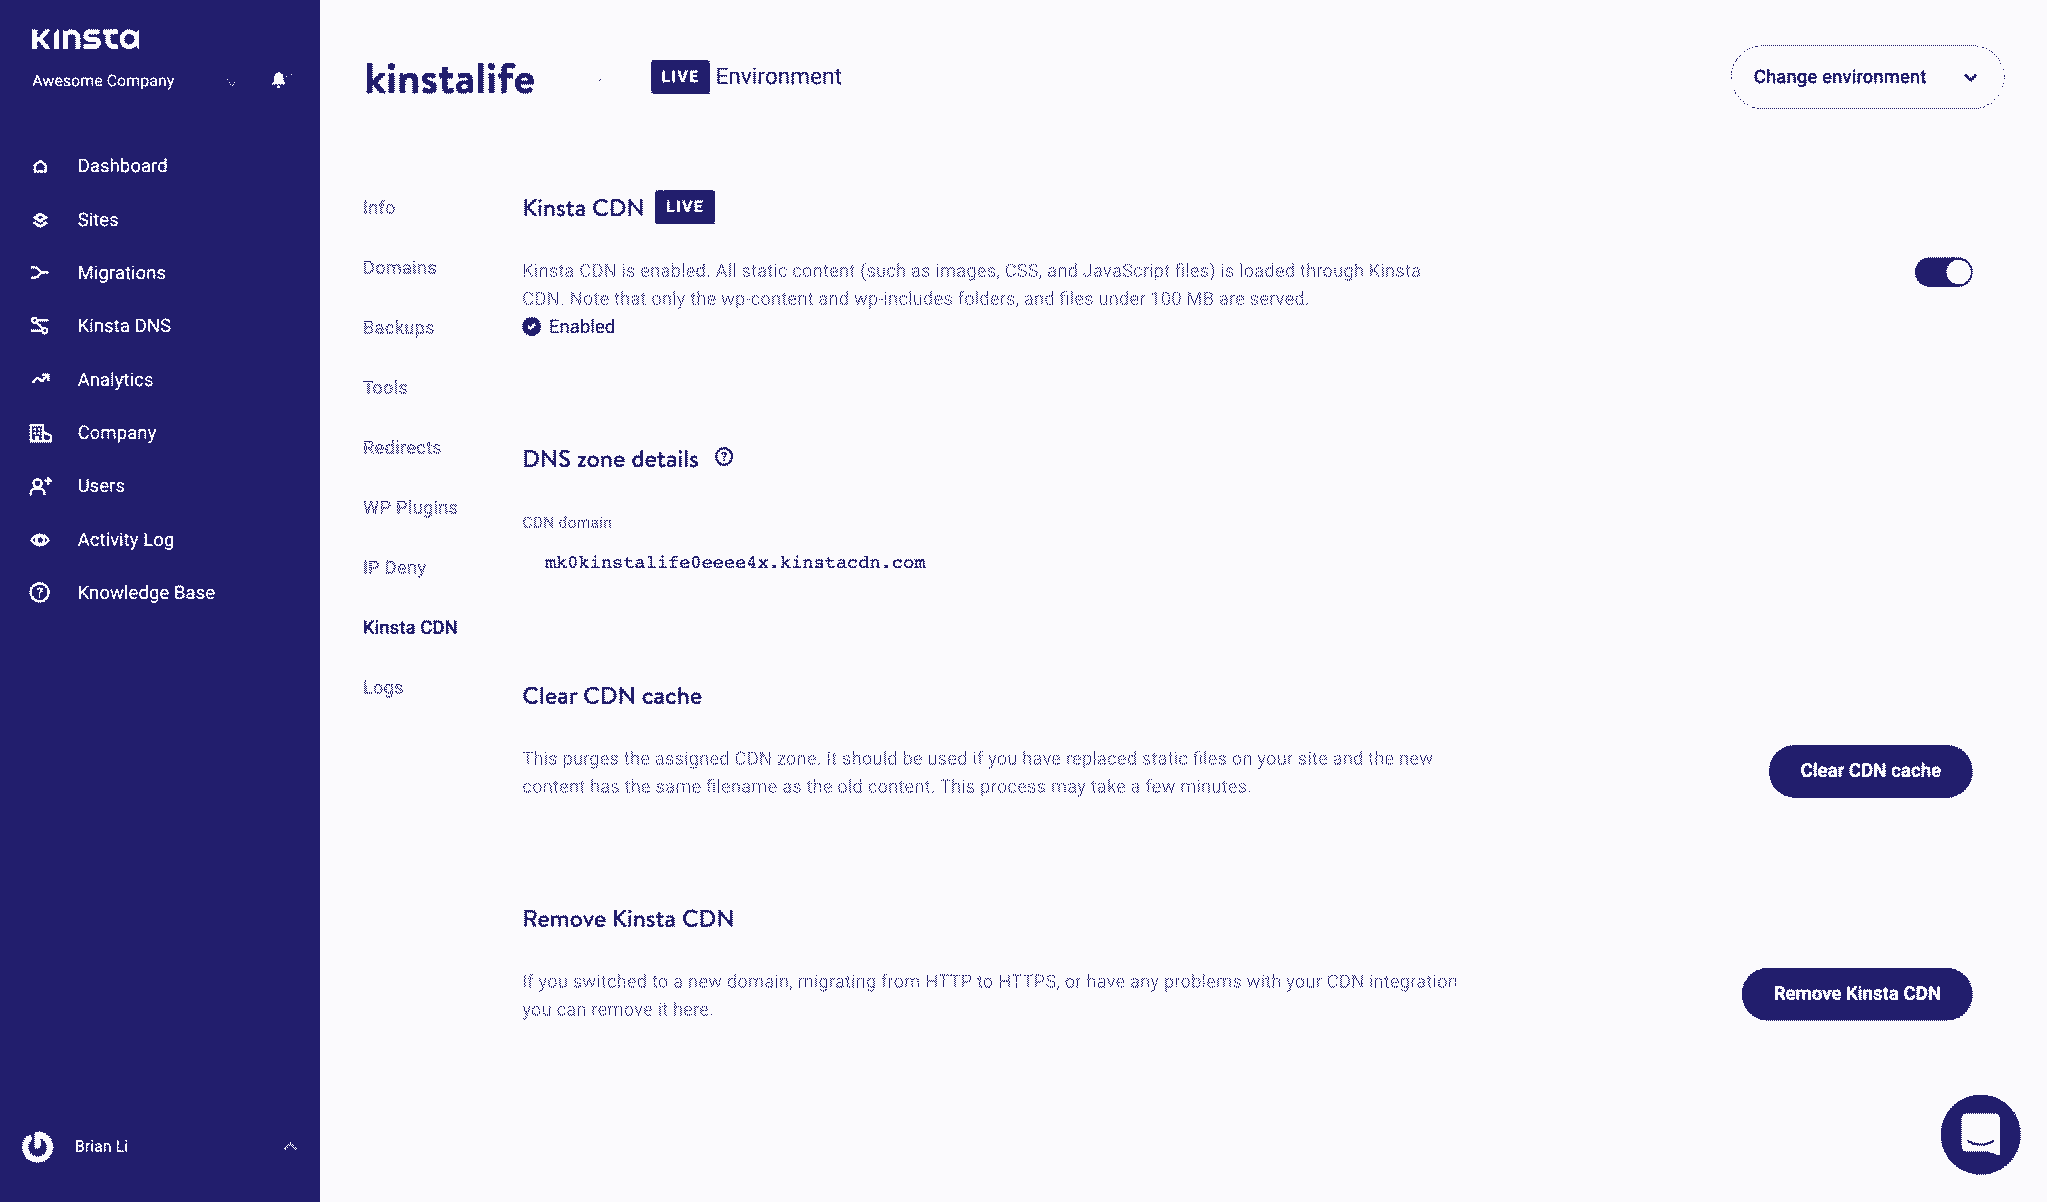 Kinsta
Awesome Company
Dashboard
Sites
Migrations
Kinsta DNS
Analytics
Company
Users
Activity Log
Knowledge Base
Brian Li
kinstalife
LIVE Environment
Change environment
Info
Domains
Backups
Tools
Redirects
WP Plugins
IP Deny
Kinsta CDN
Logs
Kinsta CDN LIVE
Kinsta CDN is enabled. All static content (such as images, CSS, and JavaScript files) is loaded through Kinsta
CDN. Note that only the wp-content and wp-includes folders, and files under 100 MB are served.
Enabled
DNS zone details
CDN domain
mk0kinstalife0eeee4x.kinstacdn.com
Clear CDN cache
This purges the assigned CDN zone. It should be used if you have replaced static files on your site and the new
content has the same filename as the old content. This process may take a few minutes.
Clear CDN cache
Remove Kinsta CDN
If you switched to a new domain, migrating from HTTP to HTTPS, or have any problems with your CDN integration
you can remove it here.
Remove Kinsta CDN